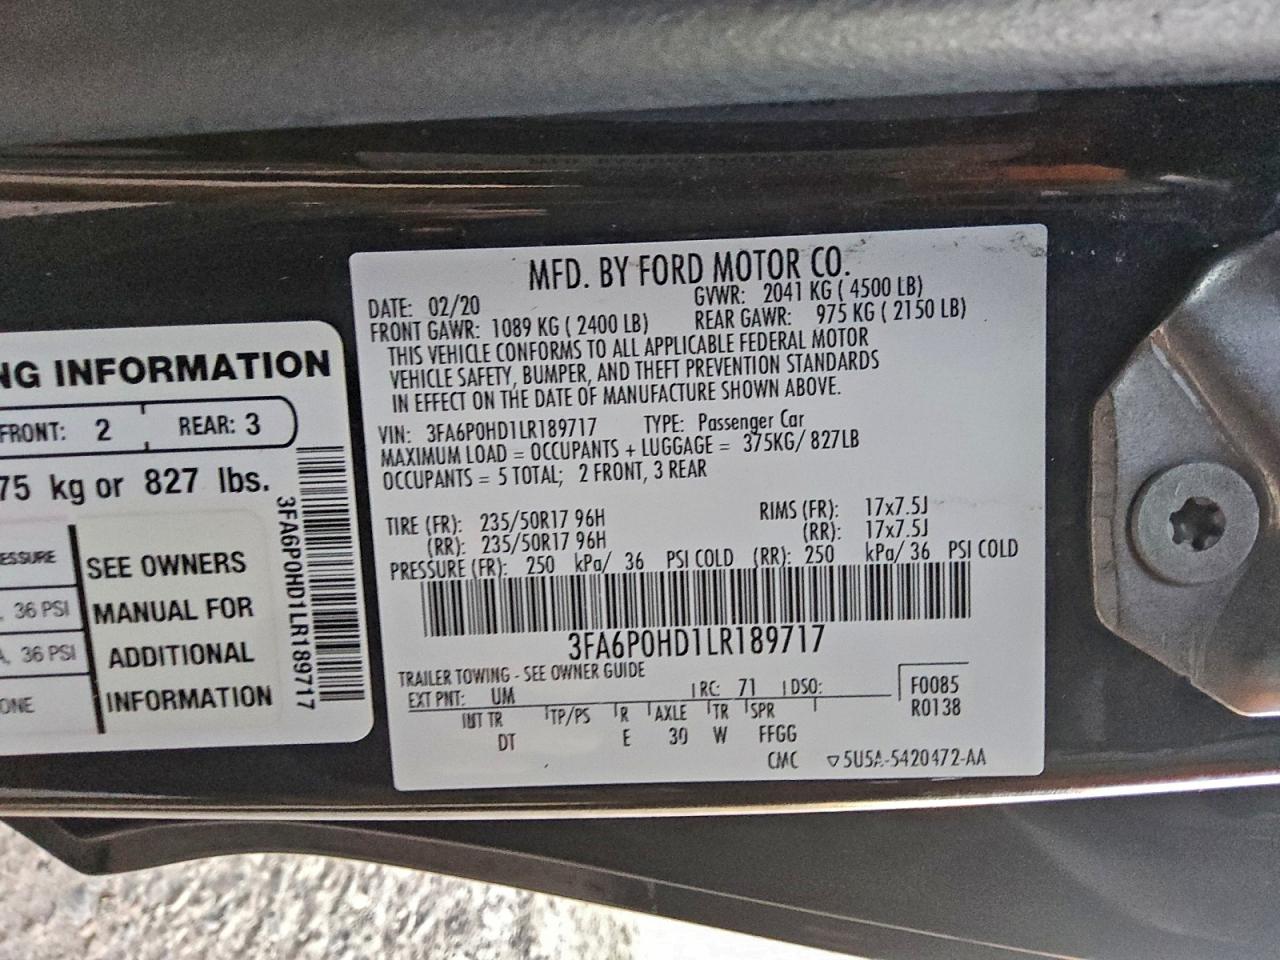 MFD. BY FORD MOTOR CO.
DATE: 02/20 GVWR: 2041 KG ( 4500 LB)
FRONT GAWR: 1089 KG ( 2400 LB) REAR GAWR: 975 KG ( 2150 LB)
THIS VEHICLE CONFORMS TO ALL APPLICABLE FEDERAL MOTOR
VEHICLE SAFETY, BUMPER, AND THEFT PREVENTION STANDARDS
IN EFFECT ON THE DATE OF MANUFACTURE SHOWN ABOVE.
VIN: 3FA6P0HD1LR189717 TYPE: Passenger Car
MAXIMUM LOAD = OCCUPANTS + LUGGAGE = 375KG/ 827LB
OCCUPANTS = 5 TOTAL; 2 FRONT, 3 REAR
TIRE (FR): 235/50R17 96H RIMS (FR): 17x7.5J
(RR): 235/50R17 96H (RR): 17x7.5J
PRESSURE (FR): 250 kPa/ 36 PSI COLD (RR): 250 kPa/ 36 PSI COLD
3FA6P0HD1LR189717
TRAILER TOWING - SEE OWNER GUIDE
EXT PNT: UM RC: 71 DSO: F0085
INT TR TP/PS R AXLE TR SPR R0138
DT E 30 W FFGG
CMC ▽5U5A-5420472-AA
NG INFORMATION
FRONT: 2 REAR: 3
75 kg or 827 lbs.
ESSURE
, 36 PSI
A, 36 PSI
ONE
SEE OWNERS
MANUAL FOR
ADDITIONAL
INFORMATION
3FA6P0HD1LR189717